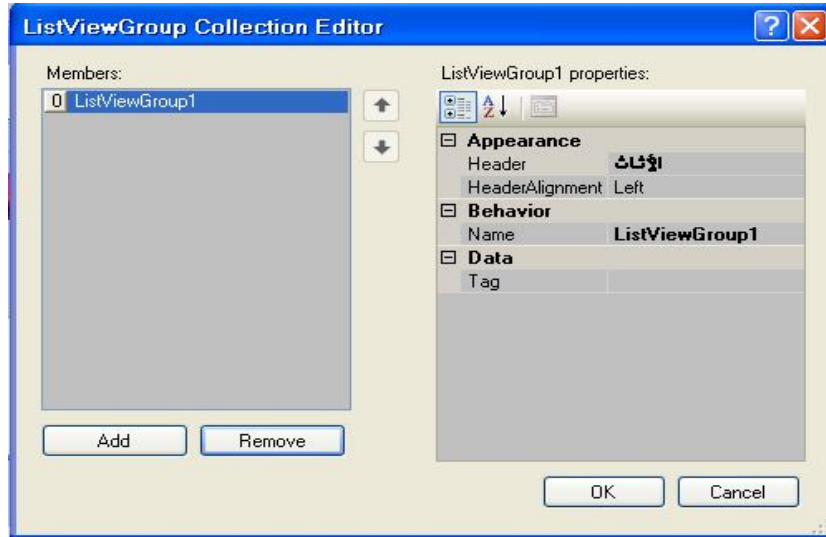 ListViewGroup Collection Editor
Members:
0 ListViewGroup1
Add
Remove
ListViewGroup1 properties:
Appearance
Header الأثاث
HeaderAlignment Left
Behavior
Name ListViewGroup1
Data
Tag
OK
Cancel